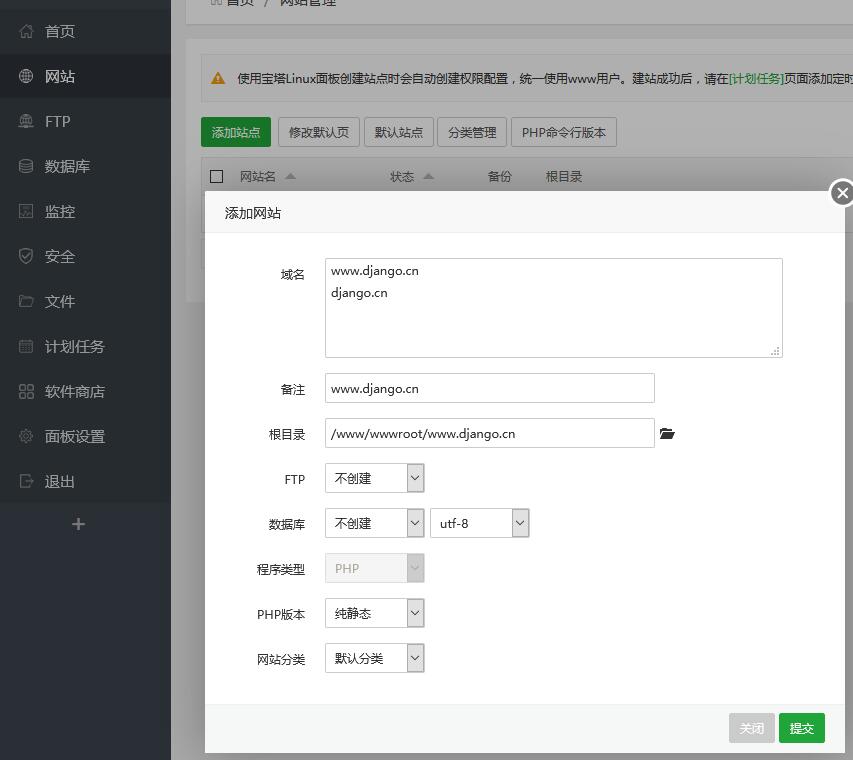 首页 / 网站管理
首页
网站
FTP
数据库
监控
安全
文件
计划任务
软件商店
面板设置
退出
使用宝塔Linux面板创建站点时会自动创建权限配置，统一使用www用户。建站成功后，请在[计划任务]页面添加定时
添加站点 修改默认页 默认站点 分类管理 PHP命令行版本
网站名 状态 备份 根目录
添加网站
域名 www.django.cn
django.cn
备注 www.django.cn
根目录 /www/wwwroot/www.django.cn
FTP 不创建
数据库 不创建 utf-8
程序类型 PHP
PHP版本 纯静态
网站分类 默认分类
关闭 提交